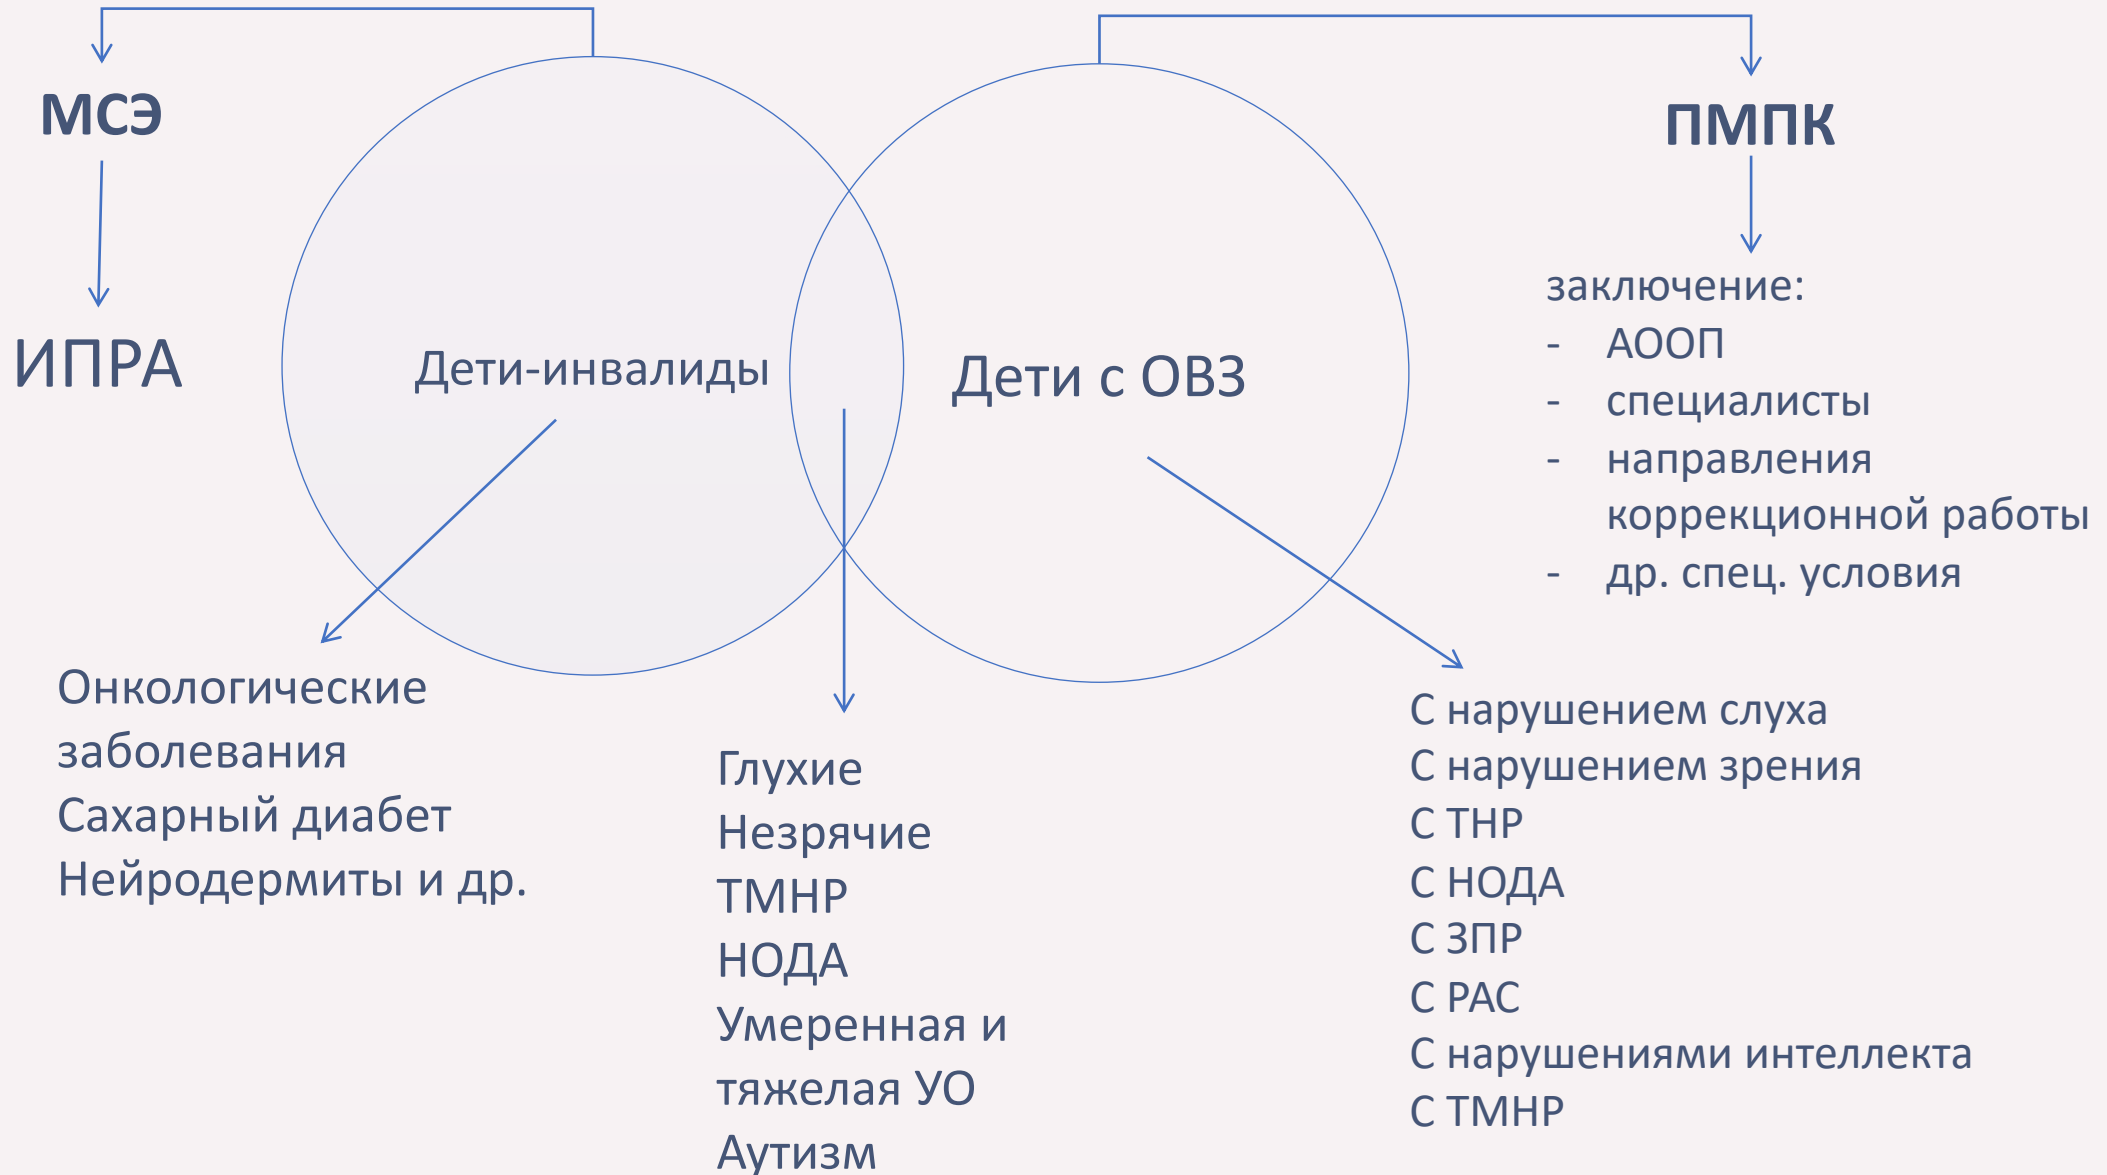 МСЭ
ИПРА
Дети-инвалиды
Дети с ОВЗ
ПМПК
заключение:
- АООП
- специалисты
- направления
коррекционной работы
- др. спец. условия
Онкологические
заболевания
Сахарный диабет
Нейродермиты и др.
Глухие
Незрячие
ТМНР
НОДА
Умеренная и
тяжелая УО
Аутизм
С нарушением слуха
С нарушением зрения
С ТНР
С НОДА
С ЗПР
С РАС
С нарушениями интеллекта
С ТМНР